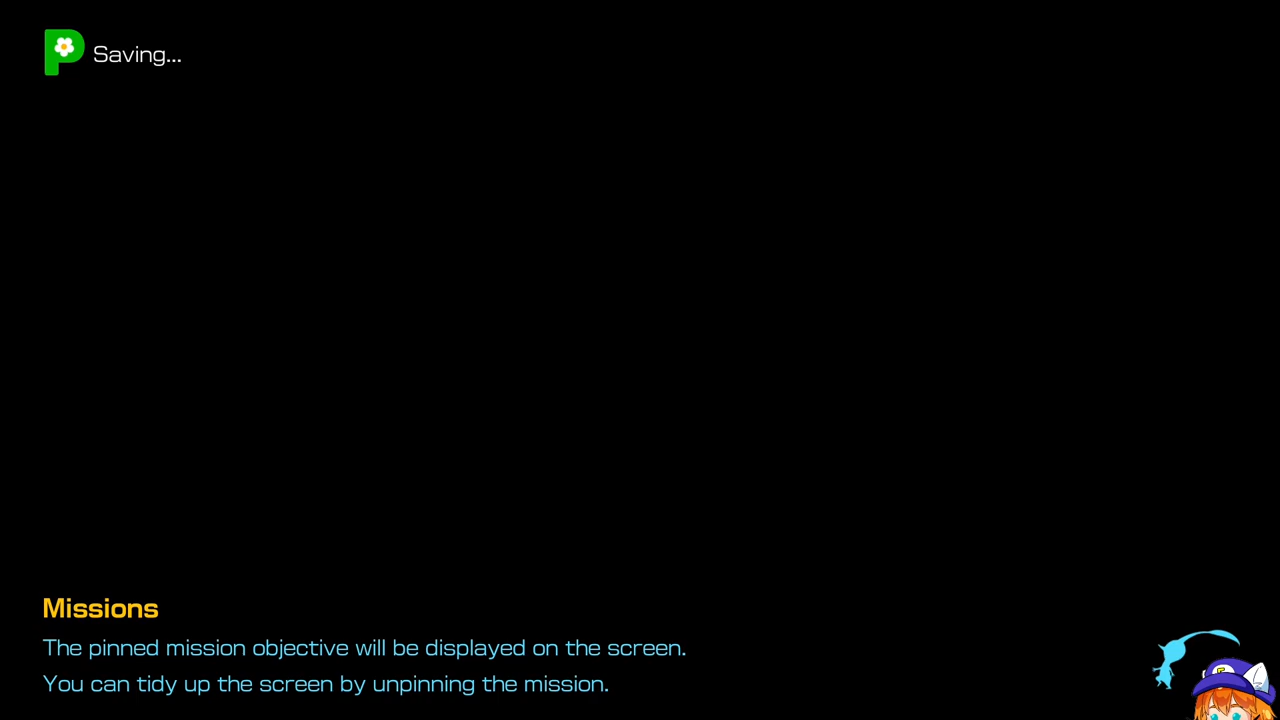 P Saving...
Missions
The pinned mission objective will be displayed on the screen.
You can tidy up the screen by unpinning the mission.